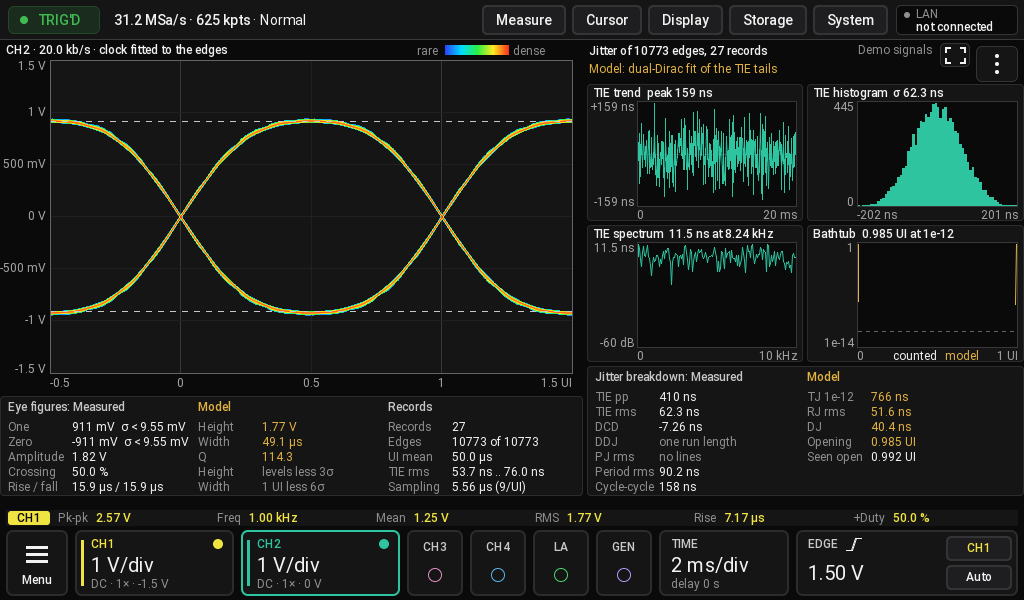 TRIG'D
31.2 MSa/s · 625 kpts · Normal
Measure
Cursor
Display
Storage
System
LAN
not connected
CH2 · 20.0 kb/s · clock fitted to the edges
rare
dense
1.5 V
1 V
500 mV
0 V
-500 mV
-1 V
-1.5 V
-0.5
0
0.5
1
1.5 UI
Jitter of 10773 edges, 27 records
Demo signals
Model: dual-Dirac fit of the TIE tails
TIE trend peak 159 ns
+159 ns
-159 ns
0
20 ms
TIE histogram σ 62.3 ns
445
0
-202 ns
201 ns
TIE spectrum 11.5 ns at 8.24 kHz
11.5 ns
-60 dB
0
10 kHz
Bathtub 0.985 UI at 1e-12
1
1e-14
0
counted
model
1 UI
Eye figures: Measured
One 911 mV σ < 9.55 mV
Zero -911 mV σ < 9.55 mV
Amplitude 1.82 V
Crossing 50.0 %
Rise / fall 15.9 µs / 15.9 µs
Model
Height 1.77 V
Width 49.1 µs
Q 114.3
Height levels less 3σ
Width 1 UI less 6σ
Records
Records 27
Edges 10773 of 10773
UI mean 50.0 µs
TIE rms 53.7 ns .. 76.0 ns
Sampling 5.56 µs (9/UI)
Jitter breakdown: Measured
TIE pp 410 ns
TIE rms 62.3 ns
DCD -7.26 ns
DDJ one run length
PJ rms no lines
Period rms 90.2 ns
Cycle-cycle 158 ns
Model
TJ 1e-12 766 ns
RJ rms 51.6 ns
DJ 40.4 ns
Opening 0.985 UI
Seen open 0.992 UI
CH1
Pk-pk 2.57 V
Freq 1.00 kHz
Mean 1.25 V
RMS 1.77 V
Rise 7.17 µs
+Duty 50.0 %
Menu
CH1
1 V/div
DC · 1× · -1.5 V
CH2
1 V/div
DC · 1× · 0 V
CH3
CH4
LA
GEN
TIME
2 ms/div
delay 0 s
EDGE
1.50 V
CH1
Auto